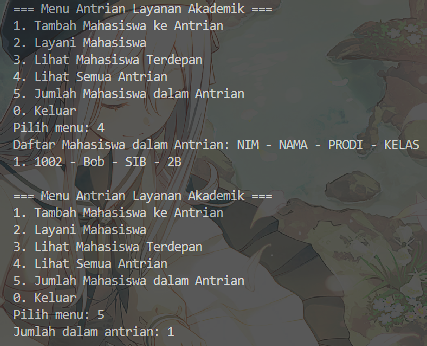 === Menu Antrian Layanan Akademik ===
1. Tambah Mahasiswa ke Antrian
2. Layani Mahasiswa
3. Lihat Mahasiswa Terdepan
4. Lihat Semua Antrian
5. Jumlah Mahasiswa dalam Antrian
0. Keluar
Pilih menu: 4
Daftar Mahasiswa dalam Antrian: NIM - NAMA - PRODI - KELAS
1. 1002 - Bob - SIB - 2B

=== Menu Antrian Layanan Akademik ===
1. Tambah Mahasiswa ke Antrian
2. Layani Mahasiswa
3. Lihat Mahasiswa Terdepan
4. Lihat Semua Antrian
5. Jumlah Mahasiswa dalam Antrian
0. Keluar
Pilih menu: 5
Jumlah dalam antrian: 1